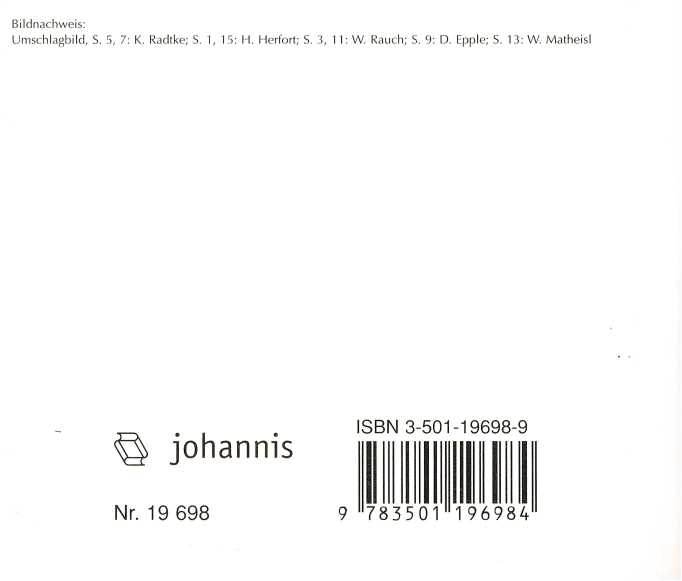 Bildnachweis:
Umschlagbild, S. 5, 7: K. Radtke; S. 1, 15: H. Herfort; S. 3, 11: W. Rauch; S. 9: D. Epple; S. 13: W. Matheisl
ISBN 3-501-19698-9
johannis
Nr. 19 698
9 783501 196984